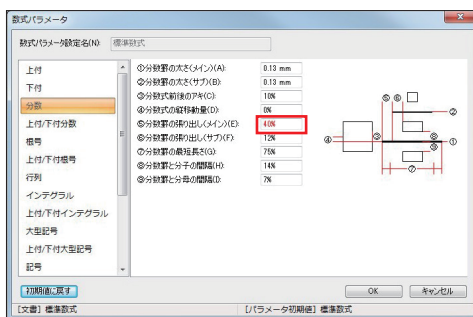 数式パラメータ
数式パラメータ設定名(N): 標準数式
上付
下付
分数
上付/下付分数
根号
上付/下付根号
行列
インテグラル
上付/下付インテグラル
大型記号
上付/下付大型記号
記号
①分数罫の太さ(メイン)(A): 0.13 mm
②分数罫の太さ(サブ)(B): 0.13 mm
③分数式前後のアキ(C): 10%
④分数式の縦移動量(D): 0%
⑤分数罫の張り出し(メイン)(E): 40%
⑥分数罫の張り出し(サブ)(F): 12%
⑦分数罫の最短長さ(G): 75%
⑧分数罫と分子の間隔(H): 14%
⑨分数罫と分母の間隔(I): 7%
⑤ ⑥
②
④ ③ ①
⑦
初期値に戻す OK キャンセル
[文書] 標準数式 [パラメータ初期値] 標準数式